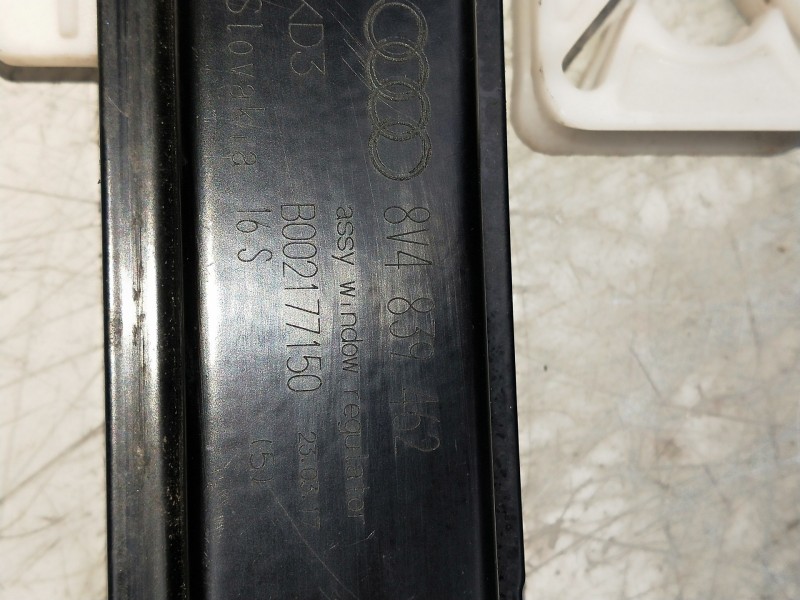 8V4 839 462
assy window regulator
B002177150
16 S (5)
KD3
Slovakia